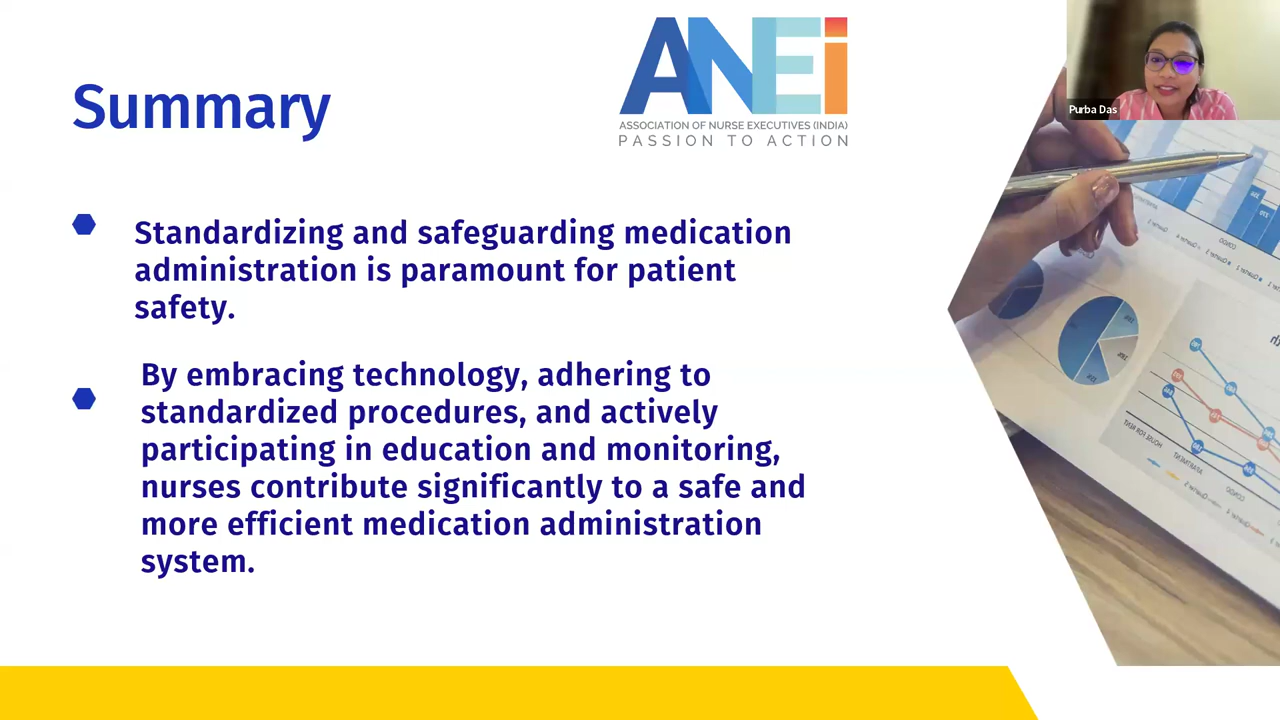 Summary
ANEi
ASSOCIATION OF NURSE EXECUTIVES (INDIA)
PASSION TO ACTION
Purba Das
Standardizing and safeguarding medication
administration is paramount for patient
safety.
By embracing technology, adhering to
standardized procedures, and actively
participating in education and monitoring,
nurses contribute significantly to a safe and
more efficient medication administration
system.